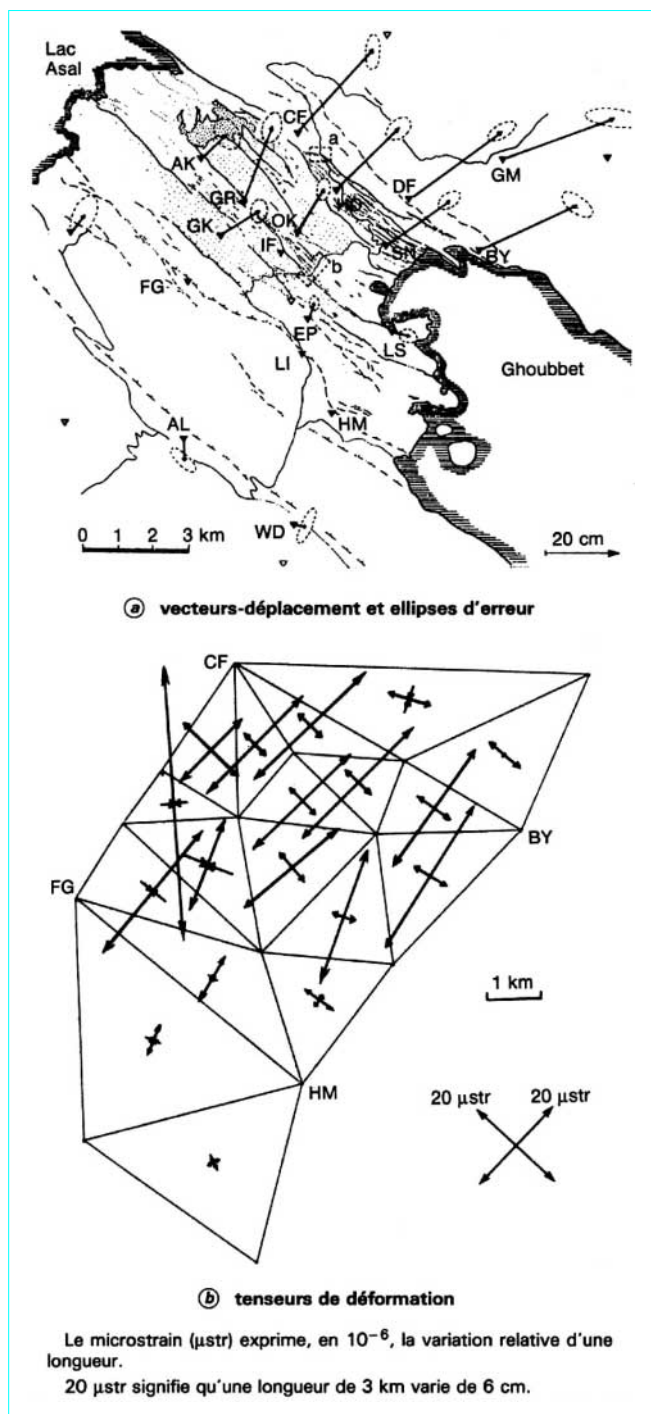 Lac
Asal
CF
a
AK
GR
DF
GM
GK
OK
IF
SN
BY
b
FG
EP
LI
LS
Ghoubbet
AL
HM
WD
0 1 2 3 km
20 cm
a vecteurs-déplacement et ellipses d'erreur
CF
BY
FG
1 km
HM
20 µstr 20 µstr
b tenseurs de déformation
Le microstrain (µstr) exprime, en 10⁻⁶, la variation relative d'une
longueur.
20 µstr signifie qu'une longueur de 3 km varie de 6 cm.